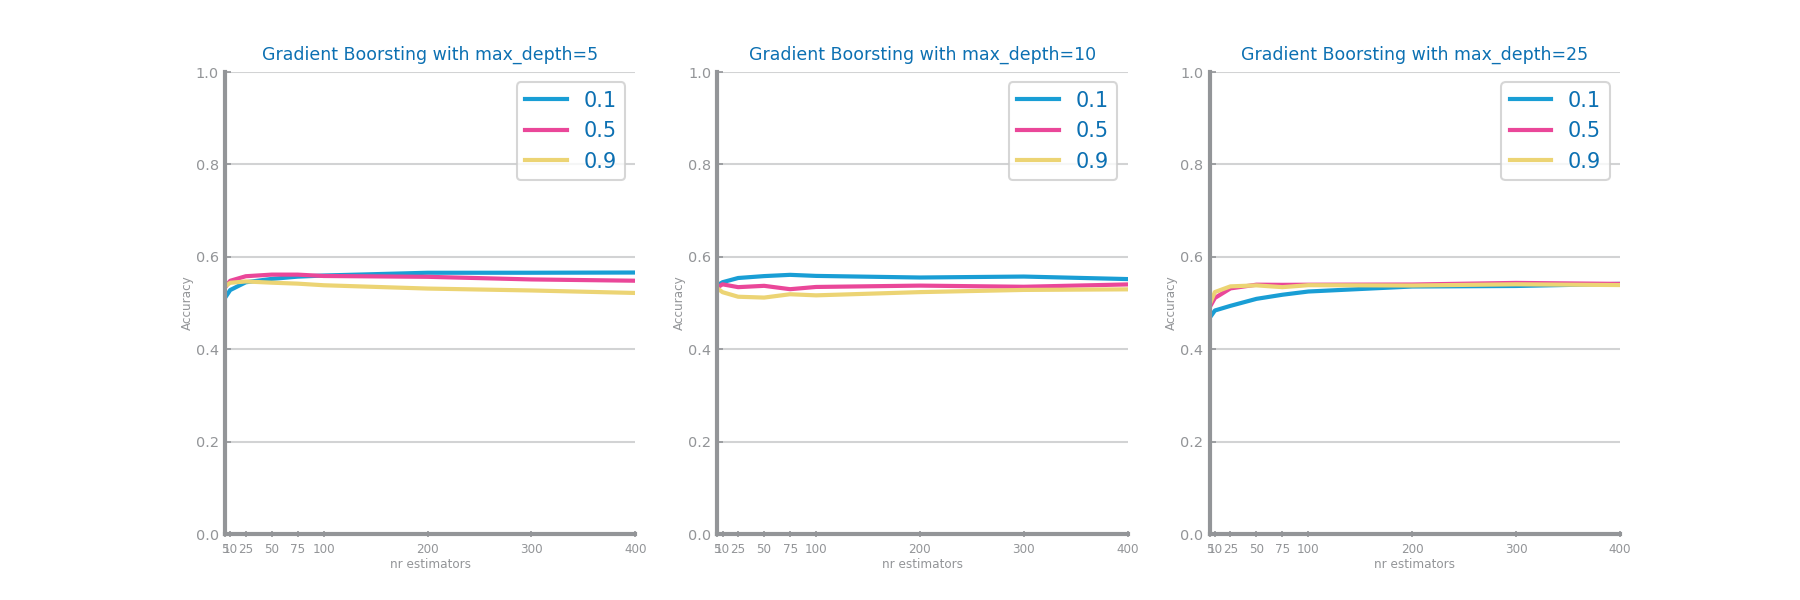 Gradient Boorsting with max_depth=5
1.0
0.8
0.6
0.4
0.2
0.0
Accuracy
0.1
0.5
0.9
5 10 25 50 75 100 200 300 400
nr estimators
Gradient Boorsting with max_depth=10
1.0
0.8
0.6
0.4
0.2
0.0
Accuracy
0.1
0.5
0.9
5 10 25 50 75 100 200 300 400
nr estimators
Gradient Boorsting with max_depth=25
1.0
0.8
0.6
0.4
0.2
0.0
Accuracy
0.1
0.5
0.9
5 10 25 50 75 100 200 300 400
nr estimators